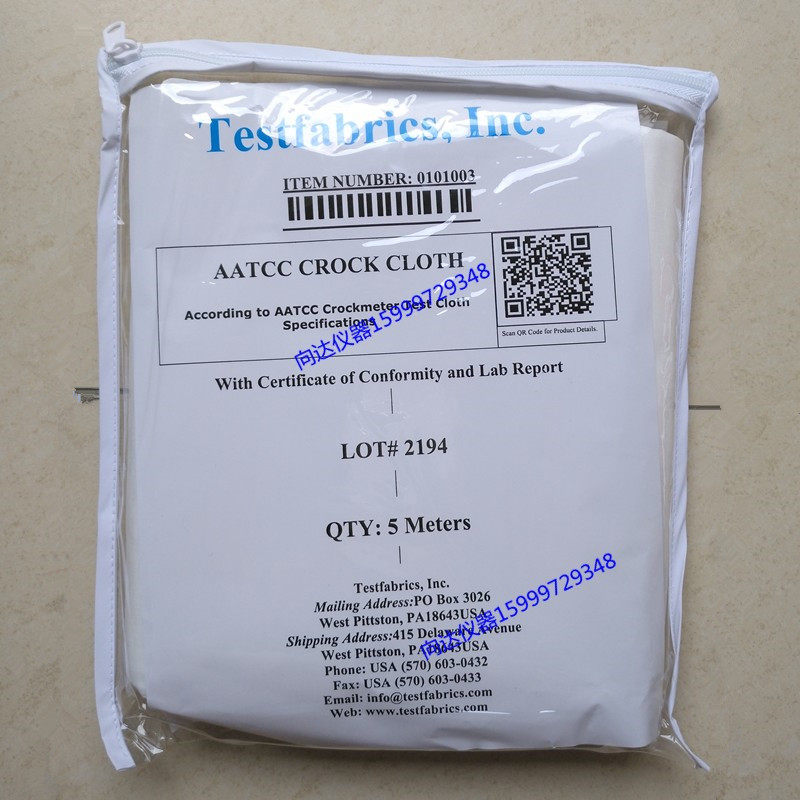 Testfabrics, Inc.
ITEM NUMBER: 0101003
AATCC CROCK CLOTH
According to AATCC Crockmeter Test Cloth
Specifications
向达仪器15999729348
Scan QR Code for Product Details.
With Certificate of Conformity and Lab Report
LOT# 2194
QTY: 5 Meters
Testfabrics, Inc.
Mailing Address:PO Box 3026
West Pittston, PA18643USA
Shipping Address:415 Delaware Avenue
West Pittston, PA18643USA
向达仪器15999729348
Phone: USA (570) 603-0432
Fax: USA (570) 603-0433
Email: info@testfabrics.com
Web: www.testfabrics.com